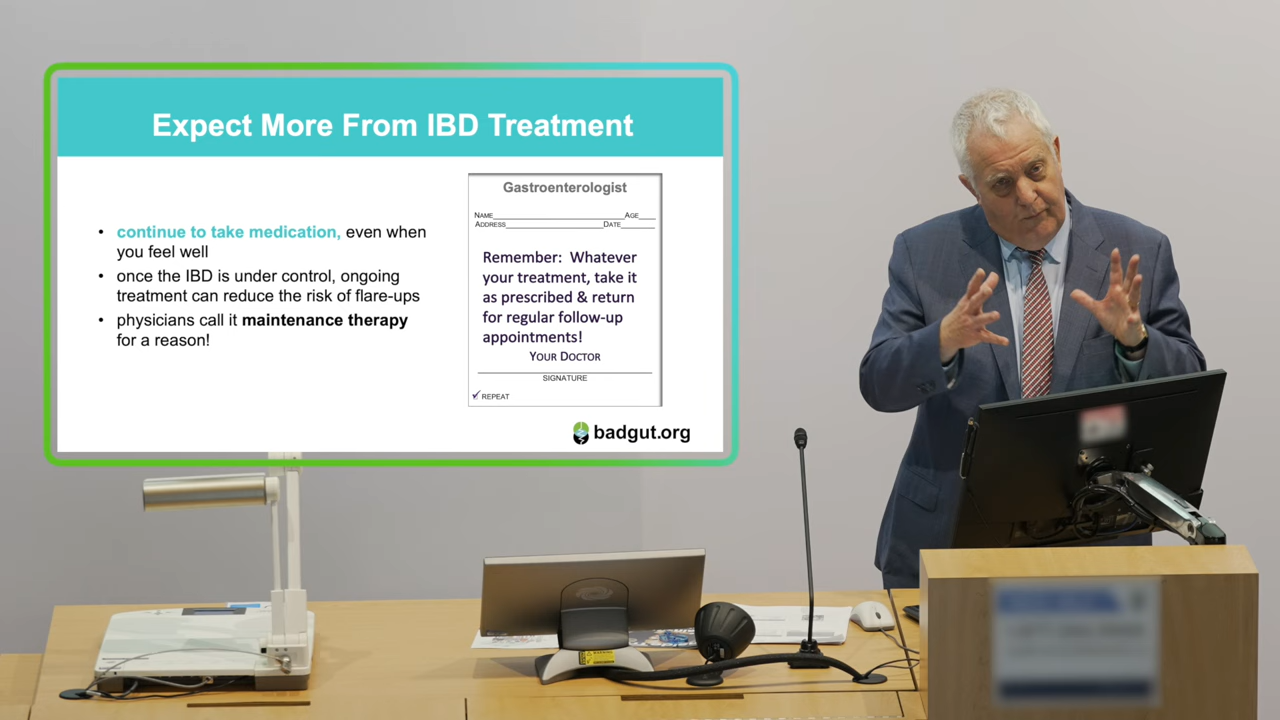 Expect More From IBD Treatment
• continue to take medication, even when
you feel well
• once the IBD is under control, ongoing
treatment can reduce the risk of flare-ups
• physicians call it maintenance therapy
for a reason!
Gastroenterologist
NAME AGE
ADDRESS DATE
Remember: Whatever
your treatment, take it
as prescribed & return
for regular follow-up
appointments!
YOUR DOCTOR
SIGNATURE
✓ REPEAT
badgut.org